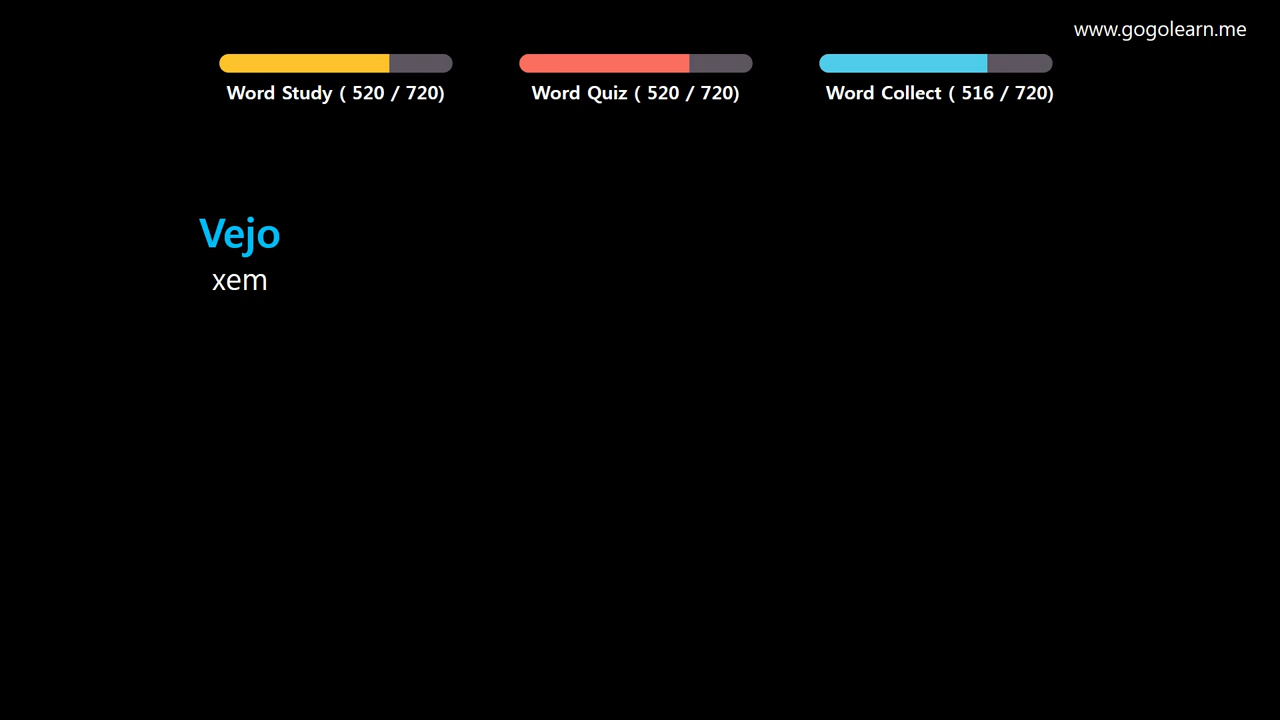 www.gogolearn.me
Word Study ( 520 / 720)
Word Quiz ( 520 / 720)
Word Collect ( 516 / 720)
Vejo
xem